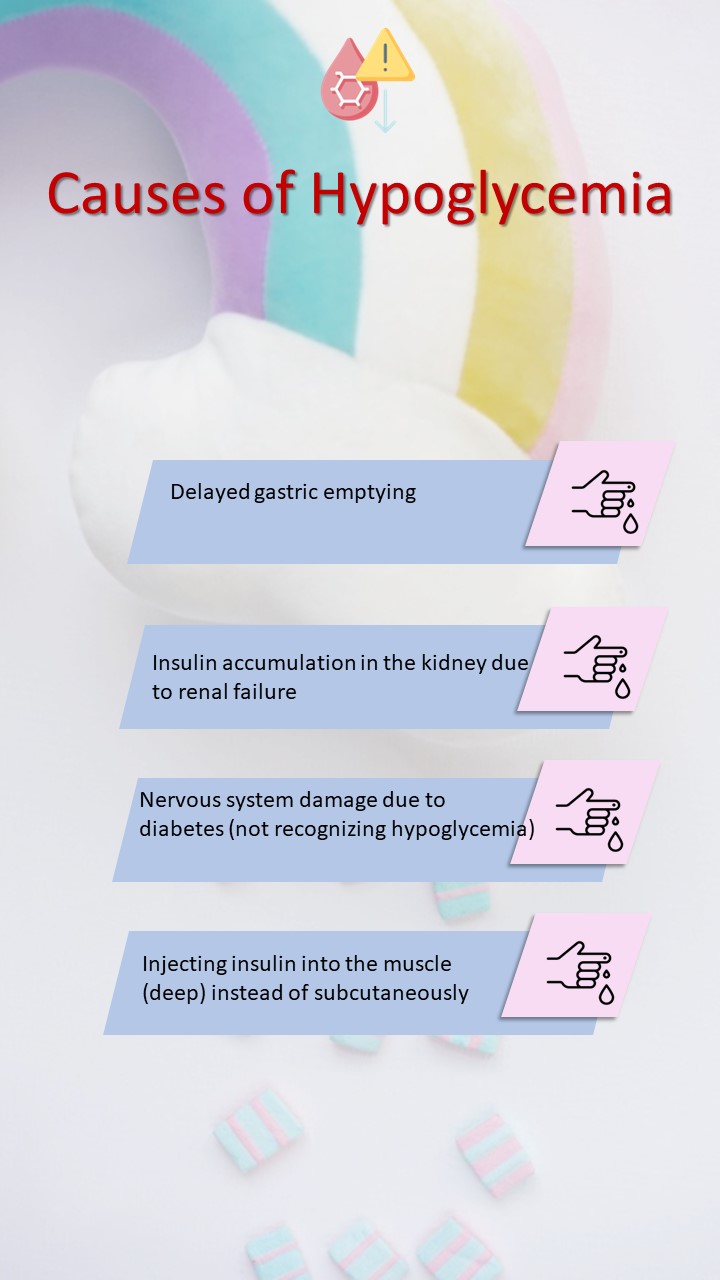 Causes of Hypoglycemia
Delayed gastric emptying
Insulin accumulation in the kidney due
to renal failure
Nervous system damage due to
diabetes (not recognizing hypoglycemia)
Injecting insulin into the muscle
(deep) instead of subcutaneously